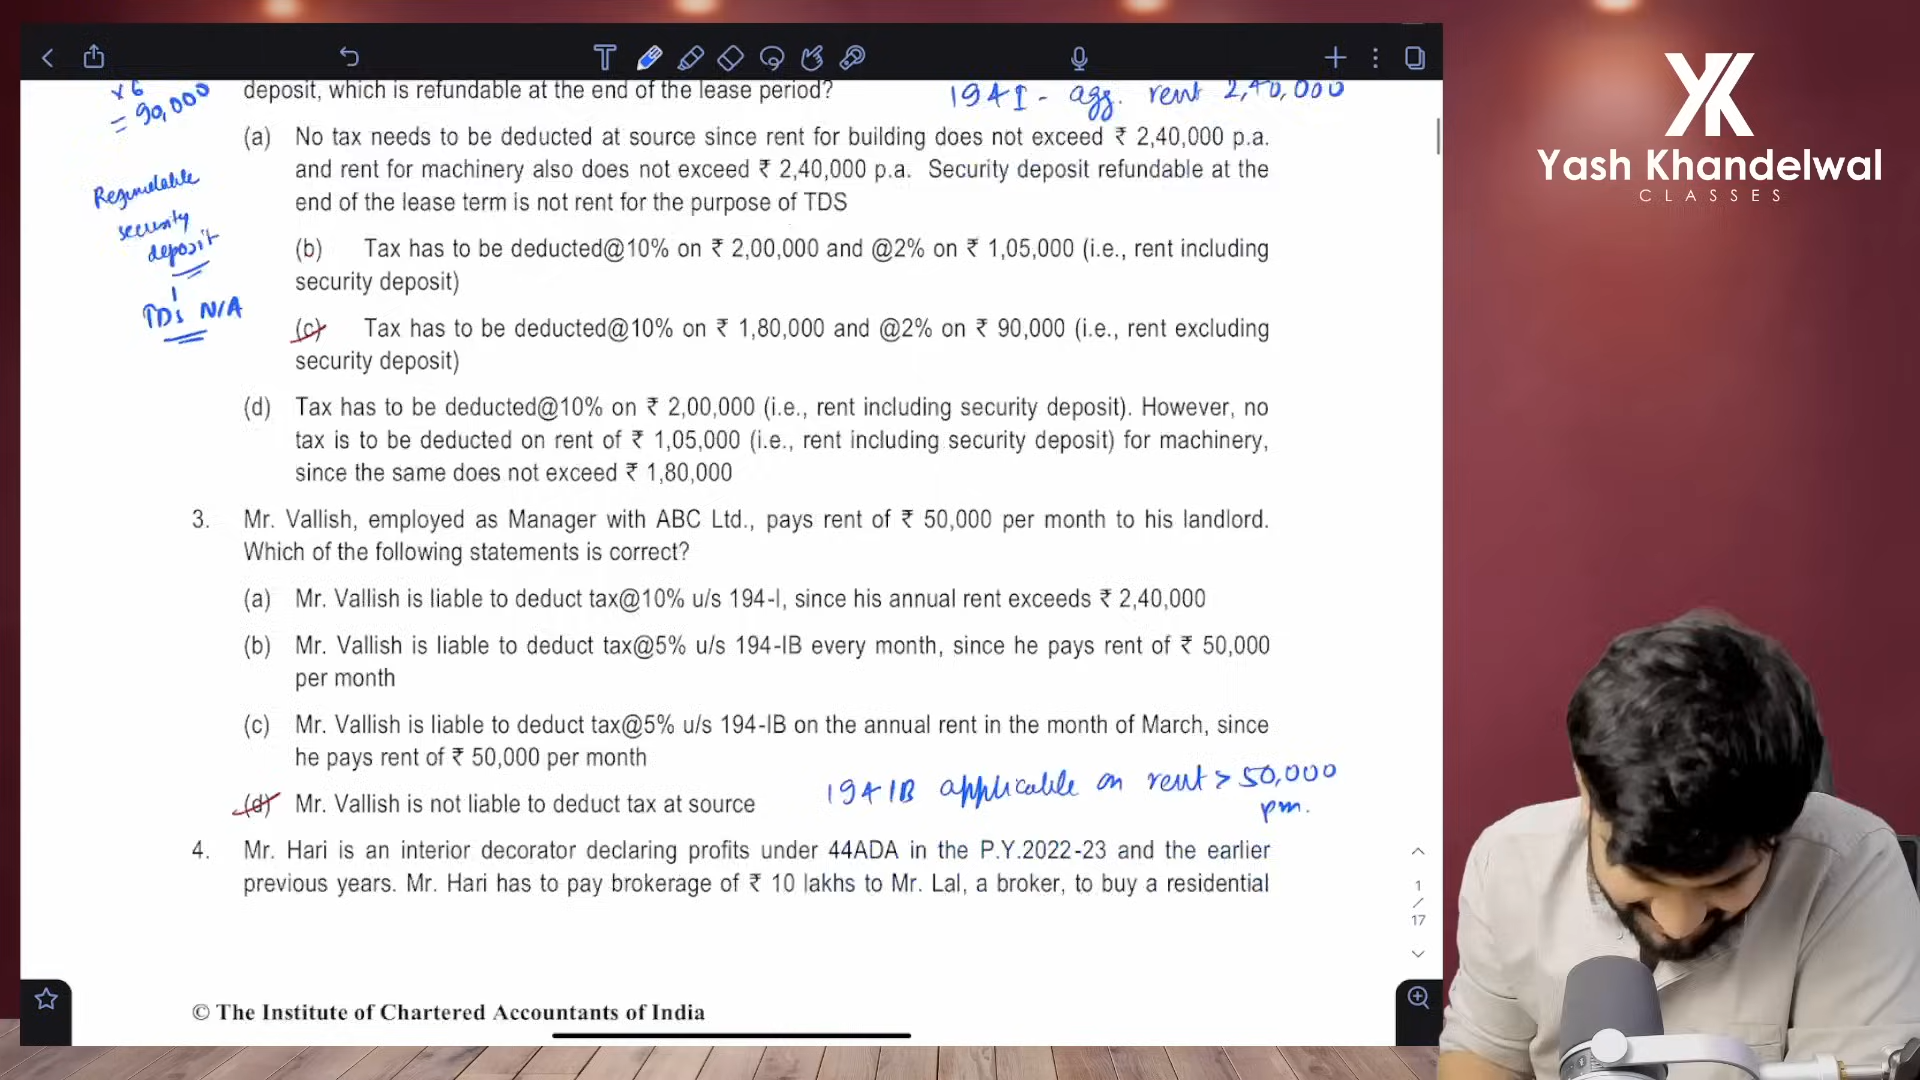 × 6
= 90,000
deposit, which is refundable at the end of the lease period?
194I - agg. rent 2,40,000
(a) No tax needs to be deducted at source since rent for building does not exceed ₹ 2,40,000 p.a.
and rent for machinery also does not exceed ₹ 2,40,000 p.a. Security deposit refundable at the
end of the lease term is not rent for the purpose of TDS
security
deposit
TDS N/A
(b) Tax has to be deducted@10% on ₹ 2,00,000 and @2% on ₹ 1,05,000 (i.e., rent including
security deposit)
(c) Tax has to be deducted@10% on ₹ 1,80,000 and @2% on ₹ 90,000 (i.e., rent excluding
security deposit)
(d) Tax has to be deducted@10% on ₹ 2,00,000 (i.e., rent including security deposit). However, no
tax is to be deducted on rent of ₹ 1,05,000 (i.e., rent including security deposit) for machinery,
since the same does not exceed ₹ 1,80,000
3. Mr. Vallish, employed as Manager with ABC Ltd., pays rent of ₹ 50,000 per month to his landlord.
Which of the following statements is correct?
(a) Mr. Vallish is liable to deduct tax@10% u/s 194-I, since his annual rent exceeds ₹ 2,40,000
(b) Mr. Vallish is liable to deduct tax@5% u/s 194-IB every month, since he pays rent of ₹ 50,000
per month
(c) Mr. Vallish is liable to deduct tax@5% u/s 194-IB on the annual rent in the month of March, since
he pays rent of ₹ 50,000 per month
(d) Mr. Vallish is not liable to deduct tax at source
194IB applicable on rent > 50,000
pm.
4. Mr. Hari is an interior decorator declaring profits under 44ADA in the P.Y.2022-23 and the earlier
previous years. Mr. Hari has to pay brokerage of ₹ 10 lakhs to Mr. Lal, a broker, to buy a residential
1
/
17
© The Institute of Chartered Accountants of India
YK
Yash Khandelwal
CLASSES